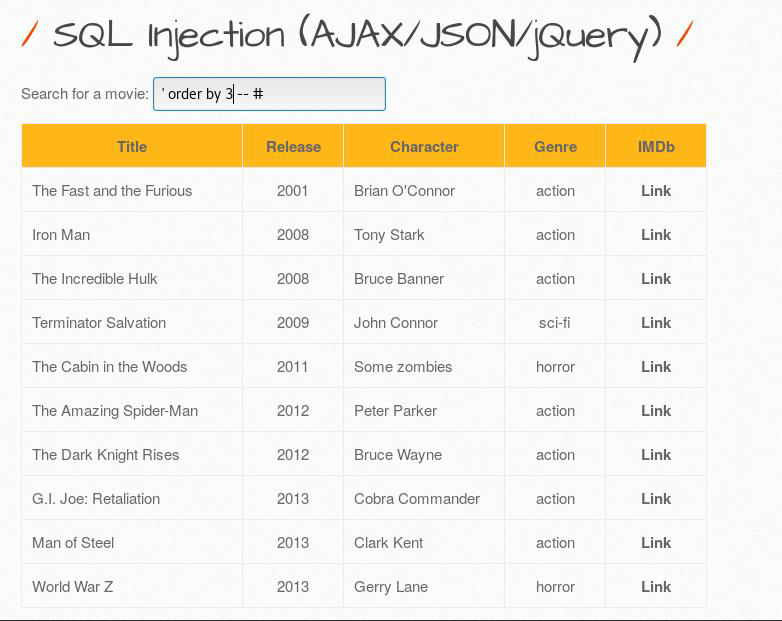 / SQL Injection (AJAX/JSON/jQuery) /
Search for a movie: ' order by 3 -- #
Title Release Character Genre IMDb
The Fast and the Furious 2001 Brian O'Connor action Link
Iron Man 2008 Tony Stark action Link
The Incredible Hulk 2008 Bruce Banner action Link
Terminator Salvation 2009 John Connor sci-fi Link
The Cabin in the Woods 2011 Some zombies horror Link
The Amazing Spider-Man 2012 Peter Parker action Link
The Dark Knight Rises 2012 Bruce Wayne action Link
G.I. Joe: Retaliation 2013 Cobra Commander action Link
Man of Steel 2013 Clark Kent action Link
World War Z 2013 Gerry Lane horror Link